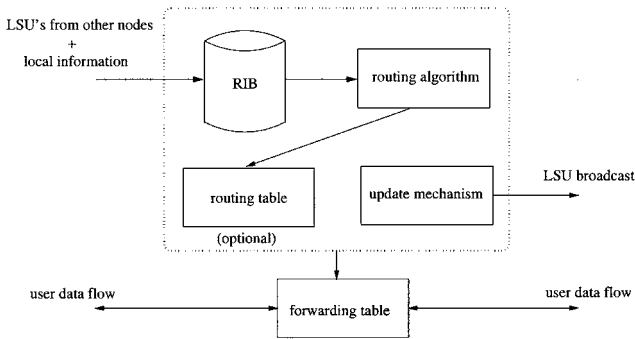 LSU's from other nodes
+
local information
RIB
routing algorithm
routing table
(optional)
update mechanism
LSU broadcast
user data flow
forwarding table
user data flow